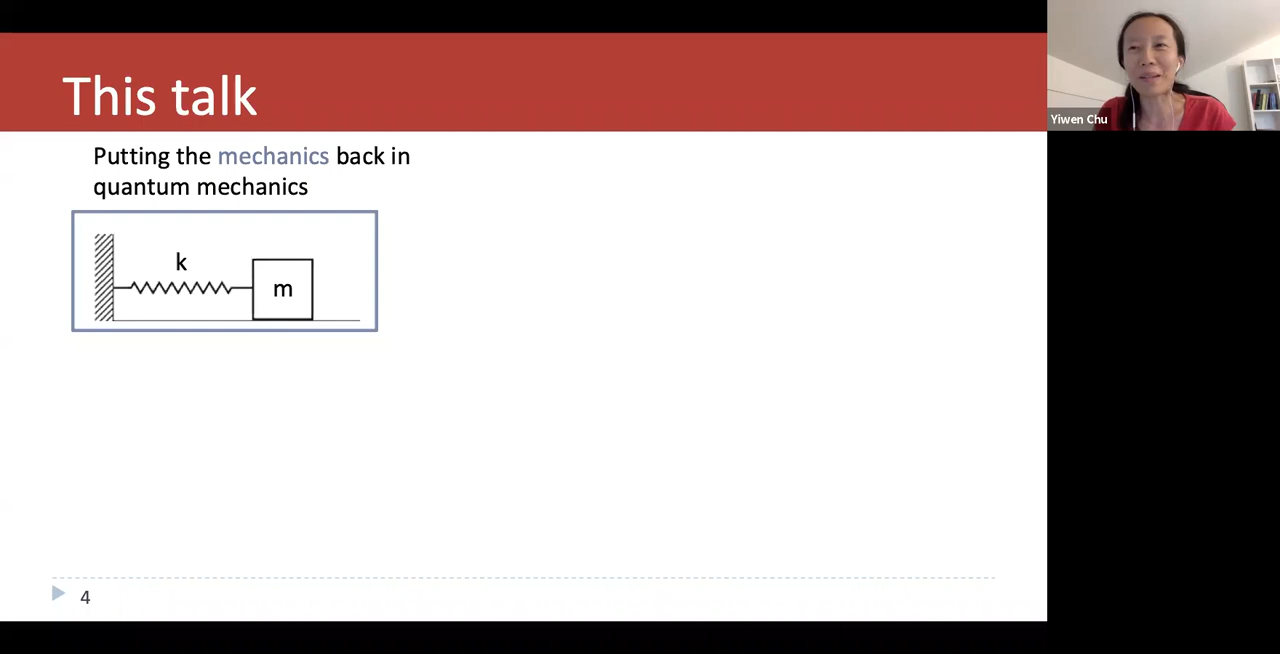 This talk
Putting the mechanics back in
quantum mechanics
k
m
4
Yiwen Chu